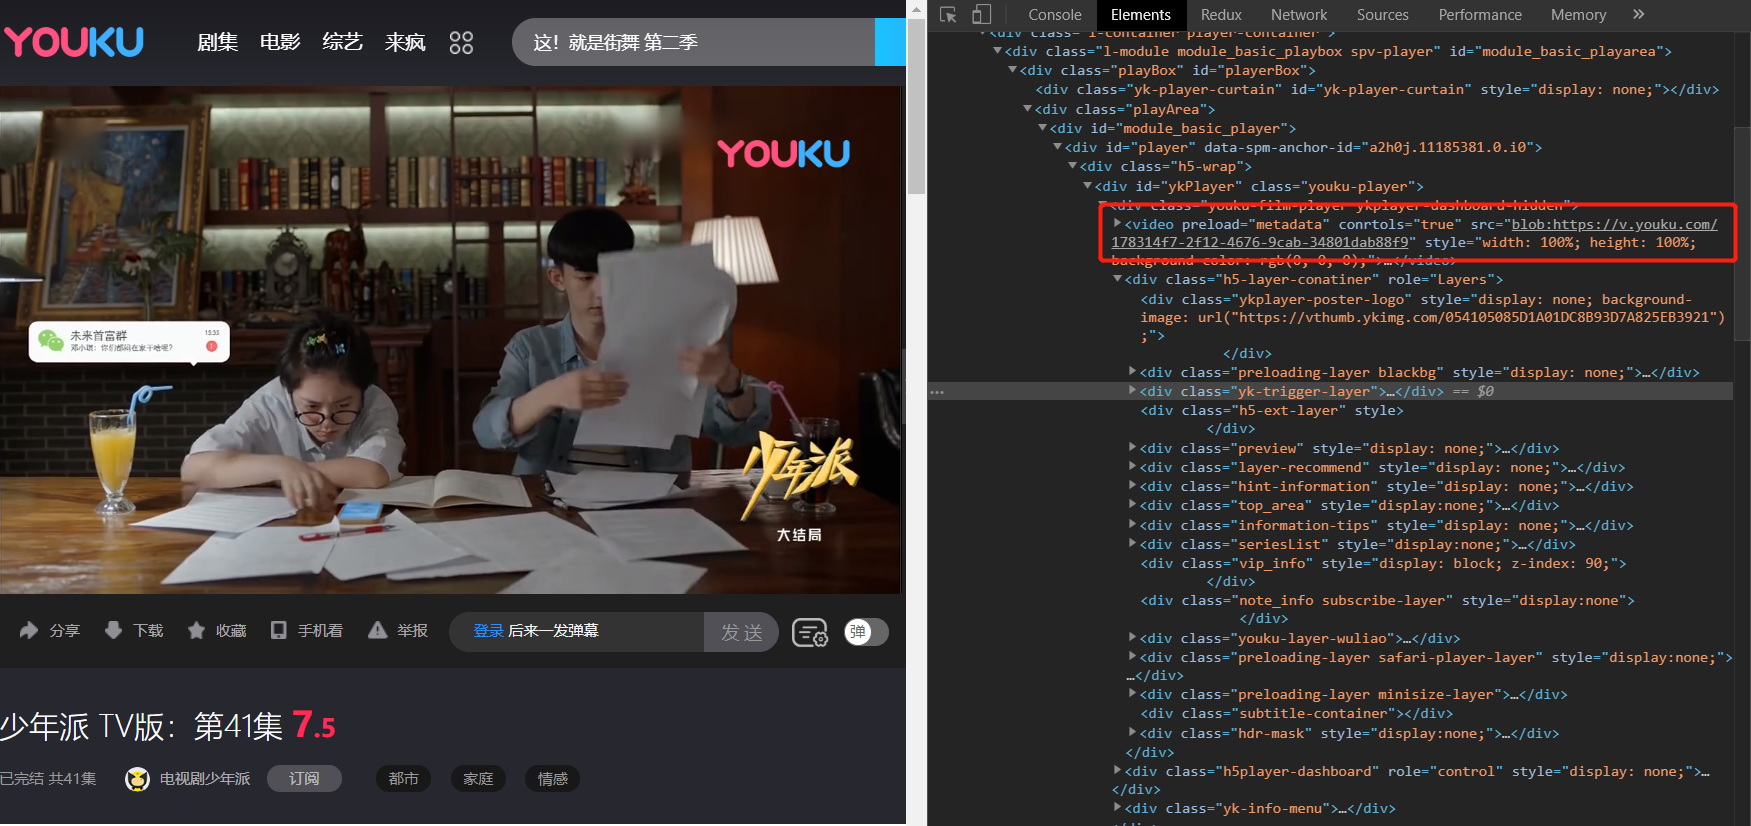 YOUKU
剧集 电影 综艺 来疯
这！就是街舞 第二季
YOUKU
未来首富群 15:35
邓小琪：你们都闷在家干啥呢？
1
少年派
大结局
分享 下载 收藏 手机看 举报
登录 后来一发弹幕 发 送
弹
少年派 TV版：第41集 7.5
已完结 共41集 电视剧少年派 订阅 都市 家庭 情感
Console Elements Redux Network Sources Performance Memory »
<div class="l-container player-container">
<div class="l-module module_basic_playbox spv-player" id="module_basic_playarea">
<div class="playBox" id="playerBox">
<div class="yk-player-curtain" id="yk-player-curtain" style="display: none;"></div>
<div class="playArea">
<div id="module_basic_player">
<div id="player" data-spm-anchor-id="a2h0j.11185381.0.i0">
<div class="h5-wrap">
<div id="ykPlayer" class="youku-player">
<div class="youku-film-player ykplayer-dashboard-hidden">
<video preload="metadata" conrtols="true" src="blob:https://v.youku.com/
178314f7-2f12-4676-9cab-34801dab88f9" style="width: 100%; height: 100%;
background-color: rgb(0, 0, 0);">…</video>
<div class="h5-layer-conatiner" role="Layers">
<div class="ykplayer-poster-logo" style="display: none; background-
image: url("https://vthumb.ykimg.com/054105085D1A01DC8B93D7A825EB3921")
;">
</div>
<div class="preloading-layer blackbg" style="display: none;">…</div>
… <div class="yk-trigger-layer">…</div> == $0
<div class="h5-ext-layer" style>
</div>
<div class="preview" style="display: none;">…</div>
<div class="layer-recommend" style="display: none;">…</div>
<div class="hint-information" style="display: none;">…</div>
<div class="top_area" style="display: none;">…</div>
<div class="information-tips" style="display: none;">…</div>
<div class="seriesList" style="display:none;">…</div>
<div class="vip_info" style="display: block; z-index: 90;">
</div>
<div class="note_info subscribe-layer" style="display:none">
</div>
<div class="youku-layer-wuliao">…</div>
<div class="preloading-layer safari-player-layer" style="display:none;">
…</div>
<div class="preloading-layer minisize-layer">…</div>
<div class="subtitle-container"></div>
<div class="hdr-mask" style="display:none;">…</div>
</div>
<div class="h5player-dashboard" role="control" style="display: none;">…
</div>
<div class="yk-info-menu">…</div>
</div>